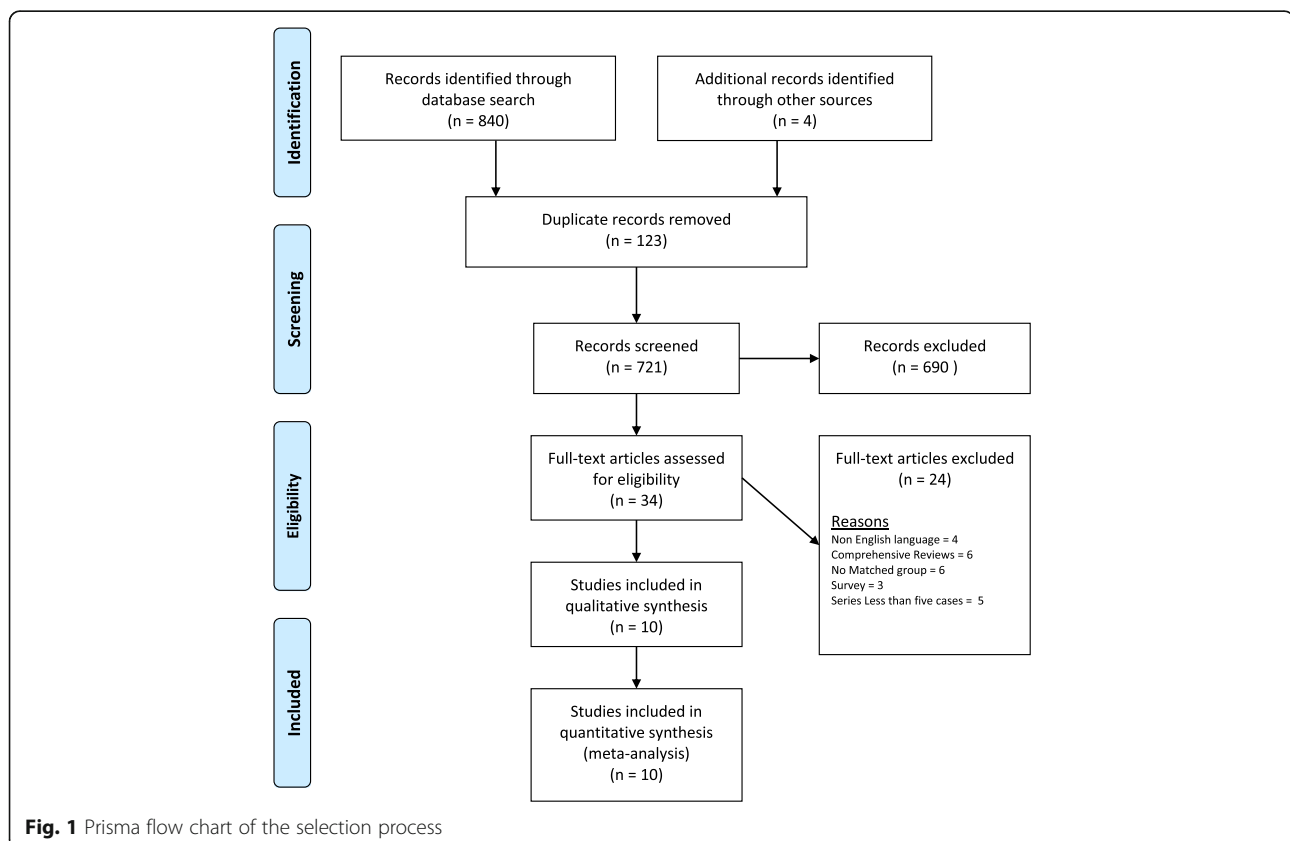 Identification
Records identified through
database search
(n = 840)
Additional records identified
through other sources
(n = 4)
Duplicate records removed
(n = 123)
Screening
Records screened
(n = 721)
Records excluded
(n = 690 )
Eligibility
Full-text articles assessed
for eligibility
(n = 34)
Full-text articles excluded
(n = 24)
Reasons
Non English language = 4
Comprehensive Reviews = 6
No Matched group = 6
Survey = 3
Series Less than five cases =  5
Studies included in
qualitative synthesis
(n = 10)
Included
Studies included in
quantitative synthesis
(meta-analysis)
(n = 10)
Fig. 1 Prisma flow chart of the selection process